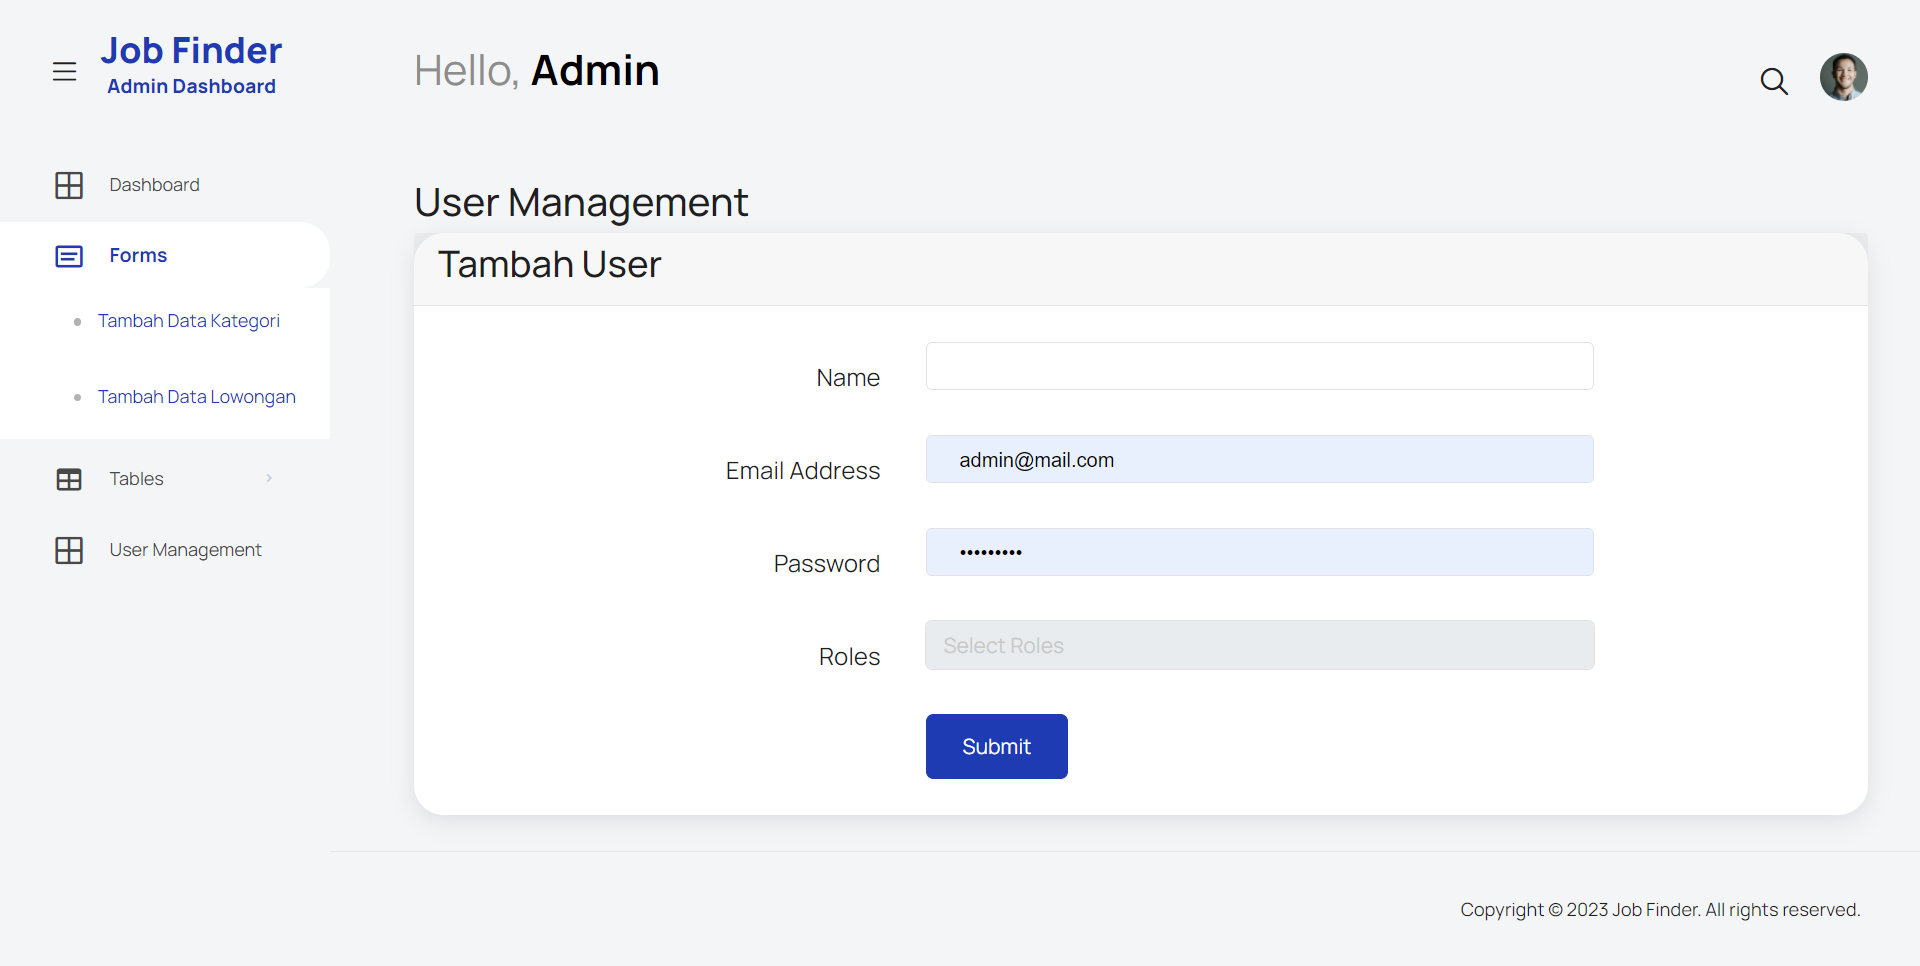 Job Finder
Admin Dashboard
Hello, Admin
Dashboard
Forms
Tambah Data Kategori
Tambah Data Lowongan
Tables
User Management
User Management
Tambah User
Name
Email Address
admin@mail.com
Password
•••••••••
Roles
Select Roles
Submit
Copyright © 2023 Job Finder. All rights reserved.